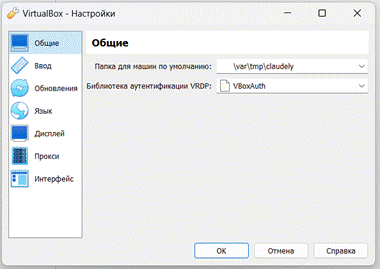 VirtualBox - Настройки
Общие
Ввод
Обновления
Язык
Дисплей
Прокси
Интерфейс
Общие
Папка для машин по умолчанию: \var\tmp\claudely
Библиотека аутентификации VRDP: VBoxAuth
ОК Отмена Справка